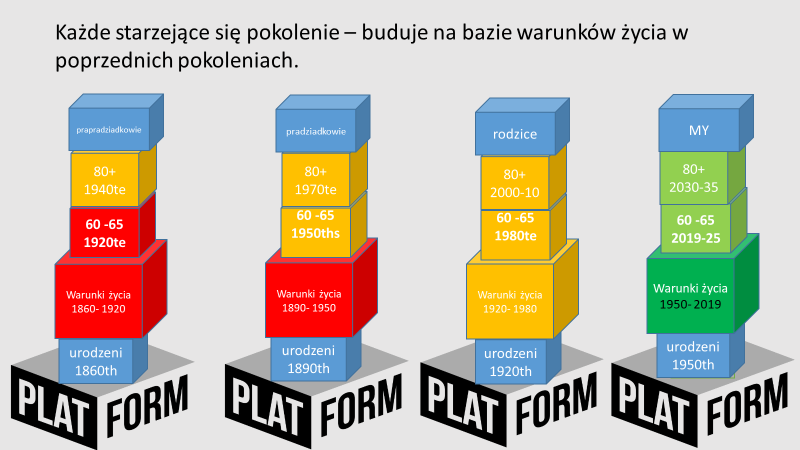 Każde starzejące się pokolenie – buduje na bazie warunków życia w
poprzednich pokoleniach.
prapradziadkowie
80+
1940te
60 -65
1920te
Warunki życia
1860- 1920
urodzeni
1860th
PLAT FORM
pradziadkowie
80+
1970te
60 -65
1950ths
Warunki życia
1890- 1950
urodzeni
1890th
PLAT FORM
rodzice
80+
2000-10
60 -65
1980te
Warunki życia
1920- 1980
urodzeni
1920th
PLAT FORM
MY
80+
2030-35
60 -65
2019-25
Warunki życia
1950- 2019
urodzeni
1950th
PLAT FORM